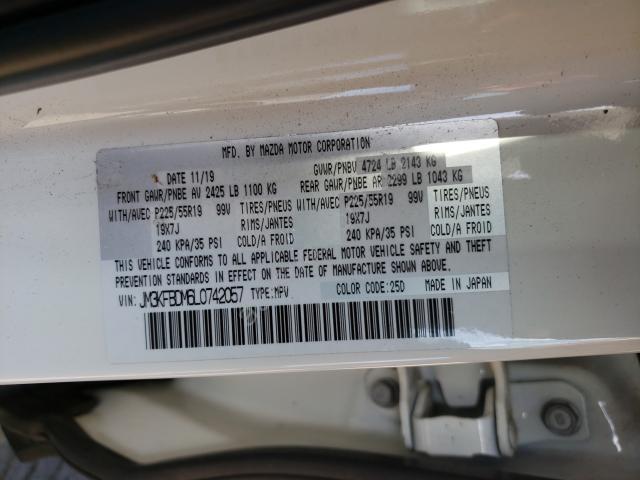 MFD. BY MAZDA MOTOR CORPORATION
DATE 11/19 GVWR/PNBV 4724 LB 2143 KG
FRONT GAWR/PNBE AV 2425 LB 1100 KG REAR GAWR/PNBE AR 2299 LB 1043 KG
WITH/AVEC P225/55R19 99V TIRES/PNEUS WITH/AVEC P225/55R19 99V TIRES/PNEUS
19X7J RIMS/JANTES 19X7J RIMS/JANTES
240 KPA/35 PSI COLD/A FROID 240 KPA/35 PSI COLD/A FROID
THIS VEHICLE CONFORMS TO ALL APPLICABLE FEDERAL MOTOR VEHICLE SAFETY AND THEFT
PREVENTION STANDARDS IN EFFECT ON THE DATE OF MANUFACTURE SHOWN ABOVE.
VIN: JM3KFBDM6L0742057 TYPE:MPV COLOR CODE:25D MADE IN JAPAN